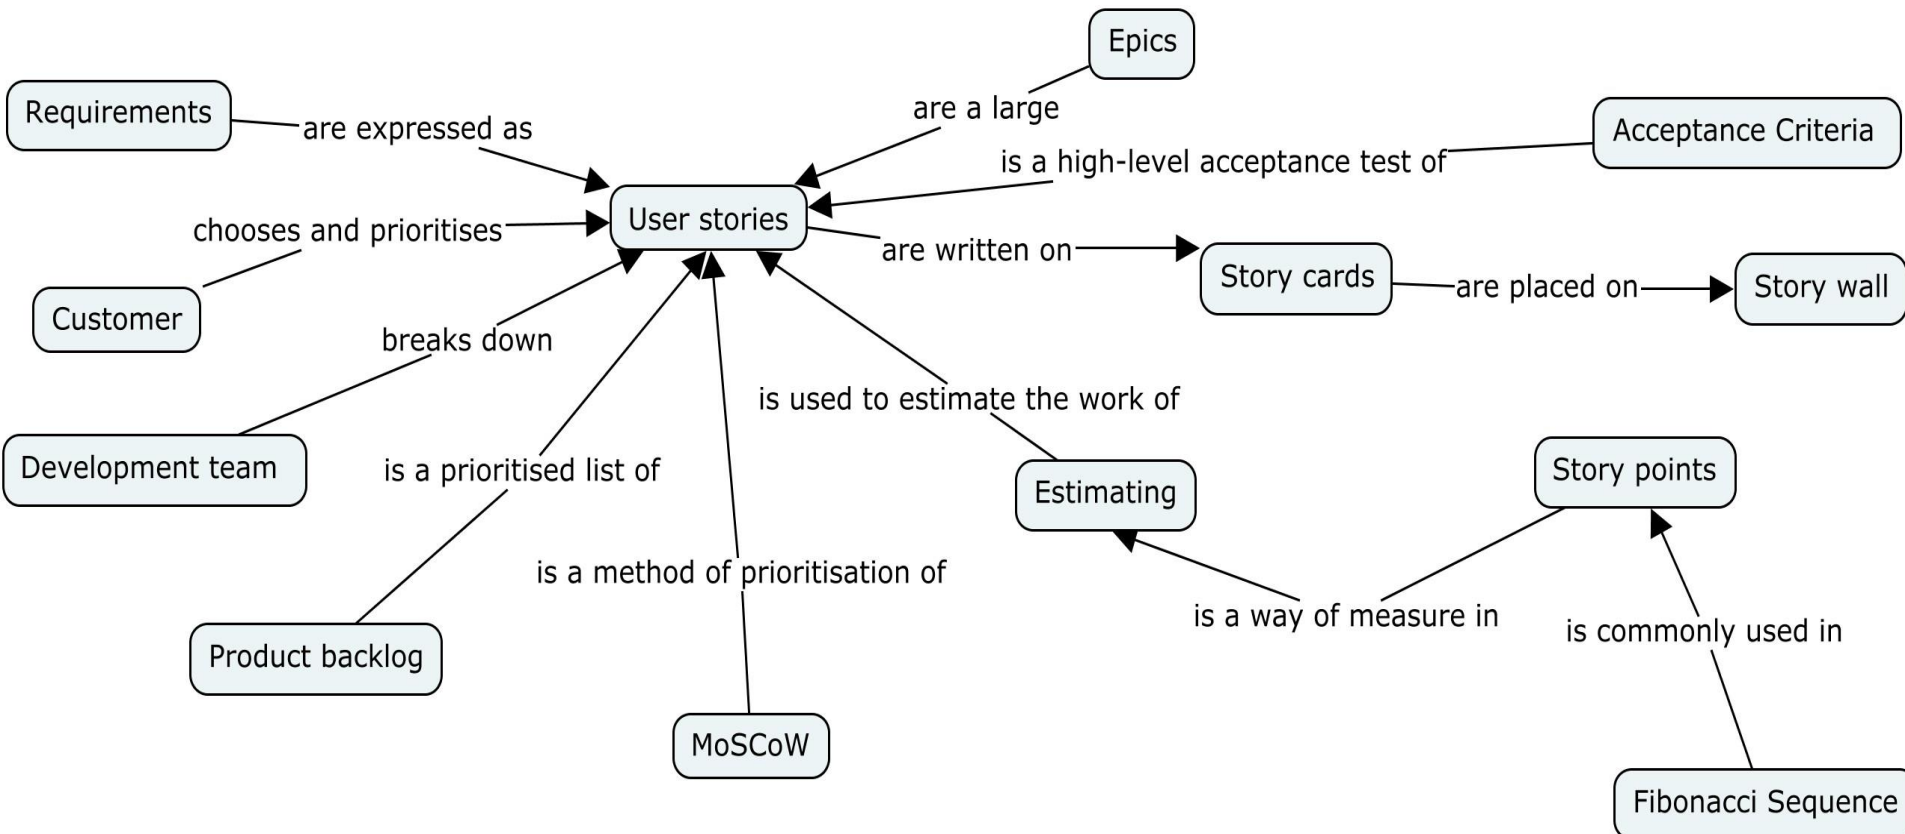 Epics
Requirements
are expressed as
are a large
Acceptance Criteria
is a high-level acceptance test of
User stories
chooses and prioritises
are written on
Story cards
are placed on
Story wall
Customer
breaks down
is used to estimate the work of
Development team
is a prioritised list of
Estimating
Story points
is a method of prioritisation of
is a way of measure in
is commonly used in
Product backlog
MoSCoW
Fibonacci Sequence